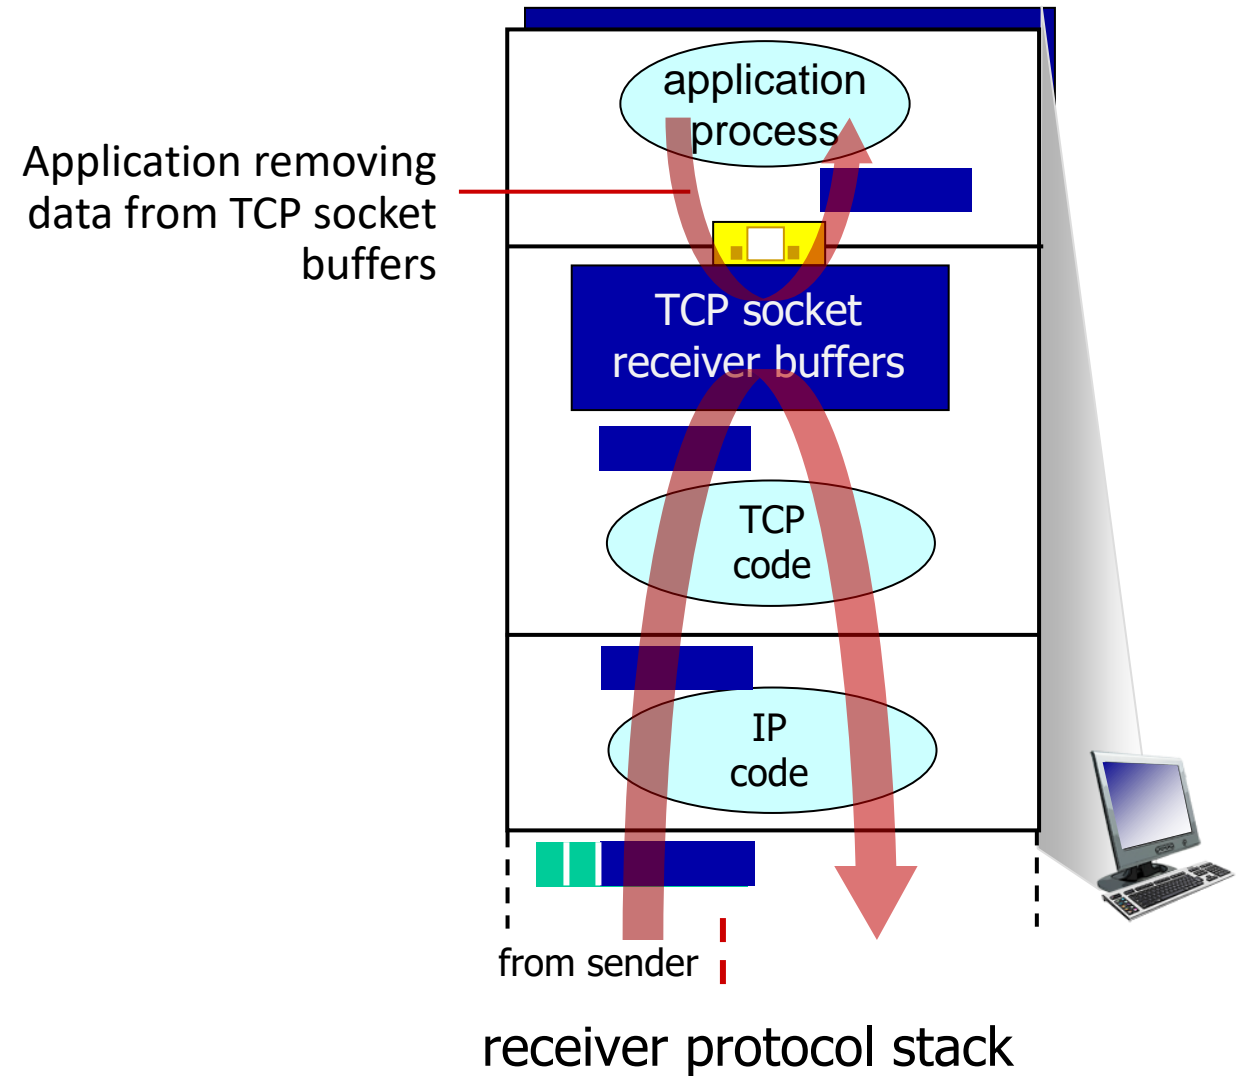 application
process
Application removing
data from TCP socket
buffers
TCP socket
receiver buffers
TCP
code
IP
code
from sender
receiver protocol stack